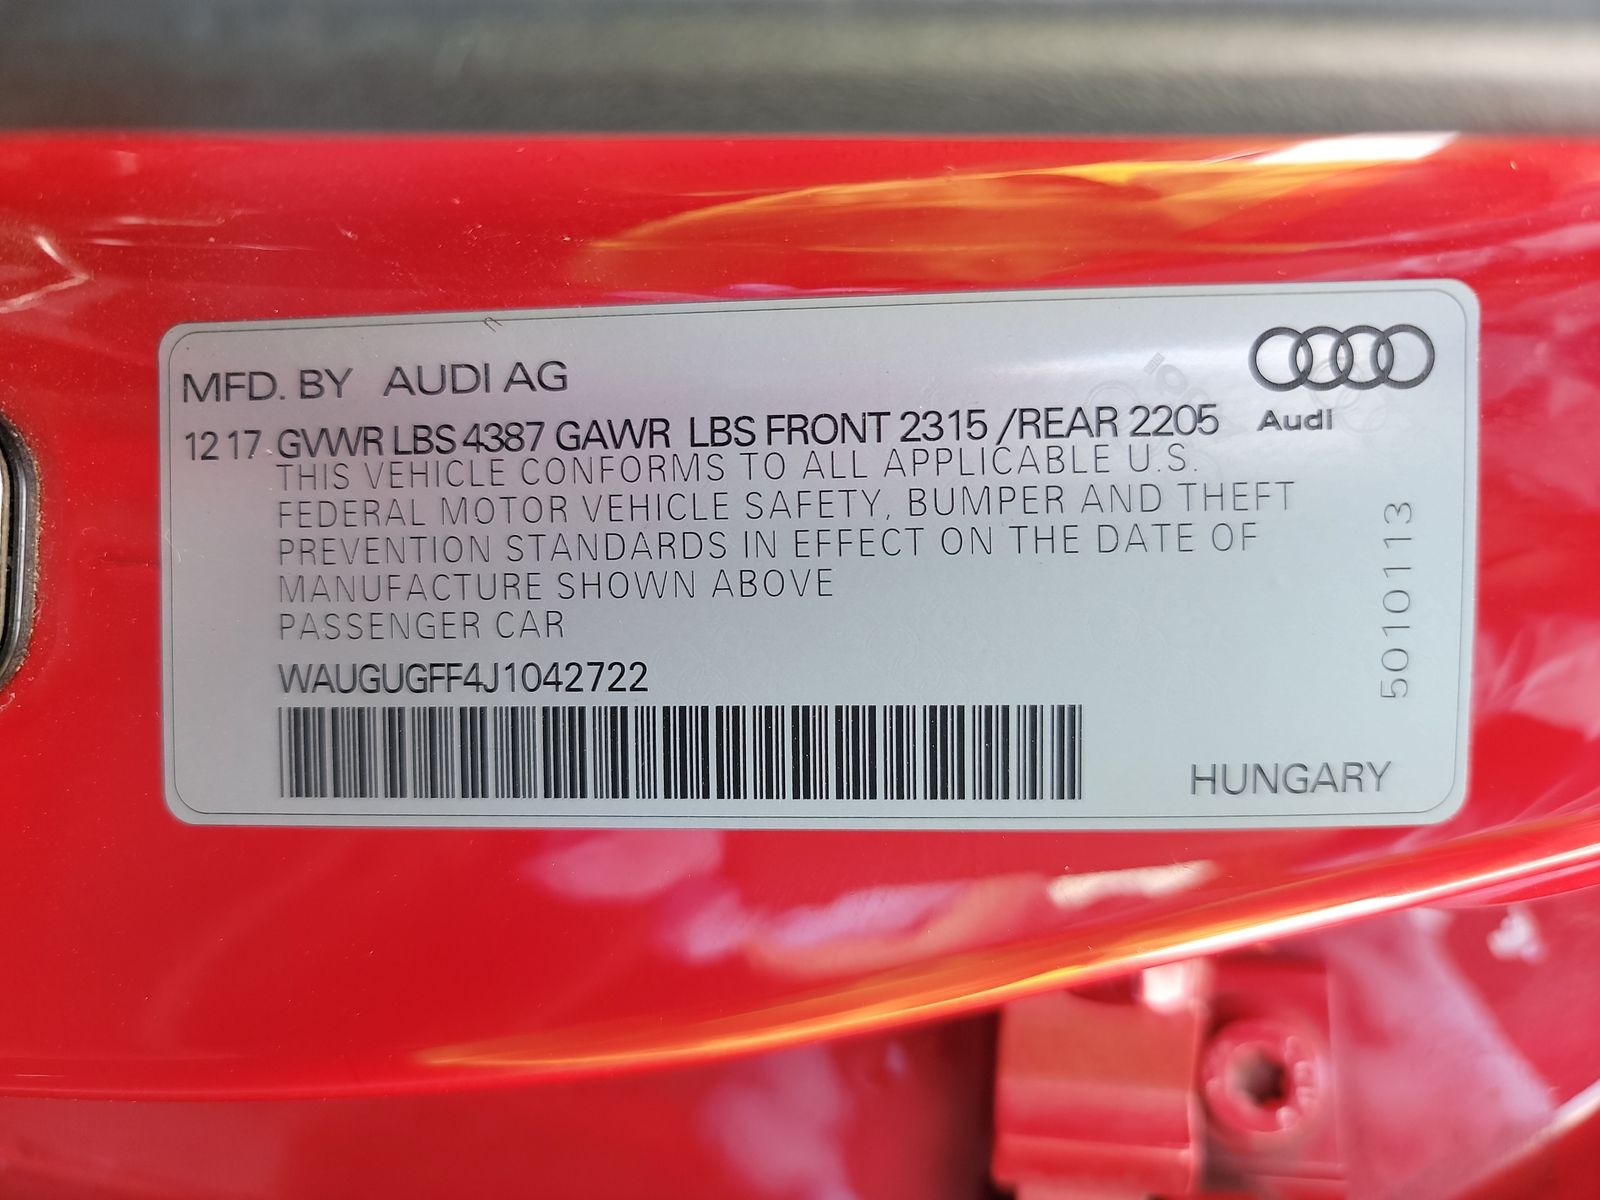 MFD. BY AUDI AG
12 17 GVWR LBS 4387 GAWR LBS FRONT 2315 /REAR 2205
Audi
THIS VEHICLE CONFORMS TO ALL APPLICABLE U.S.
FEDERAL MOTOR VEHICLE SAFETY, BUMPER AND THEFT
PREVENTION STANDARDS IN EFFECT ON THE DATE OF
MANUFACTURE SHOWN ABOVE
PASSENGER CAR
WAUGUGFF4J1042722
5010113
HUNGARY